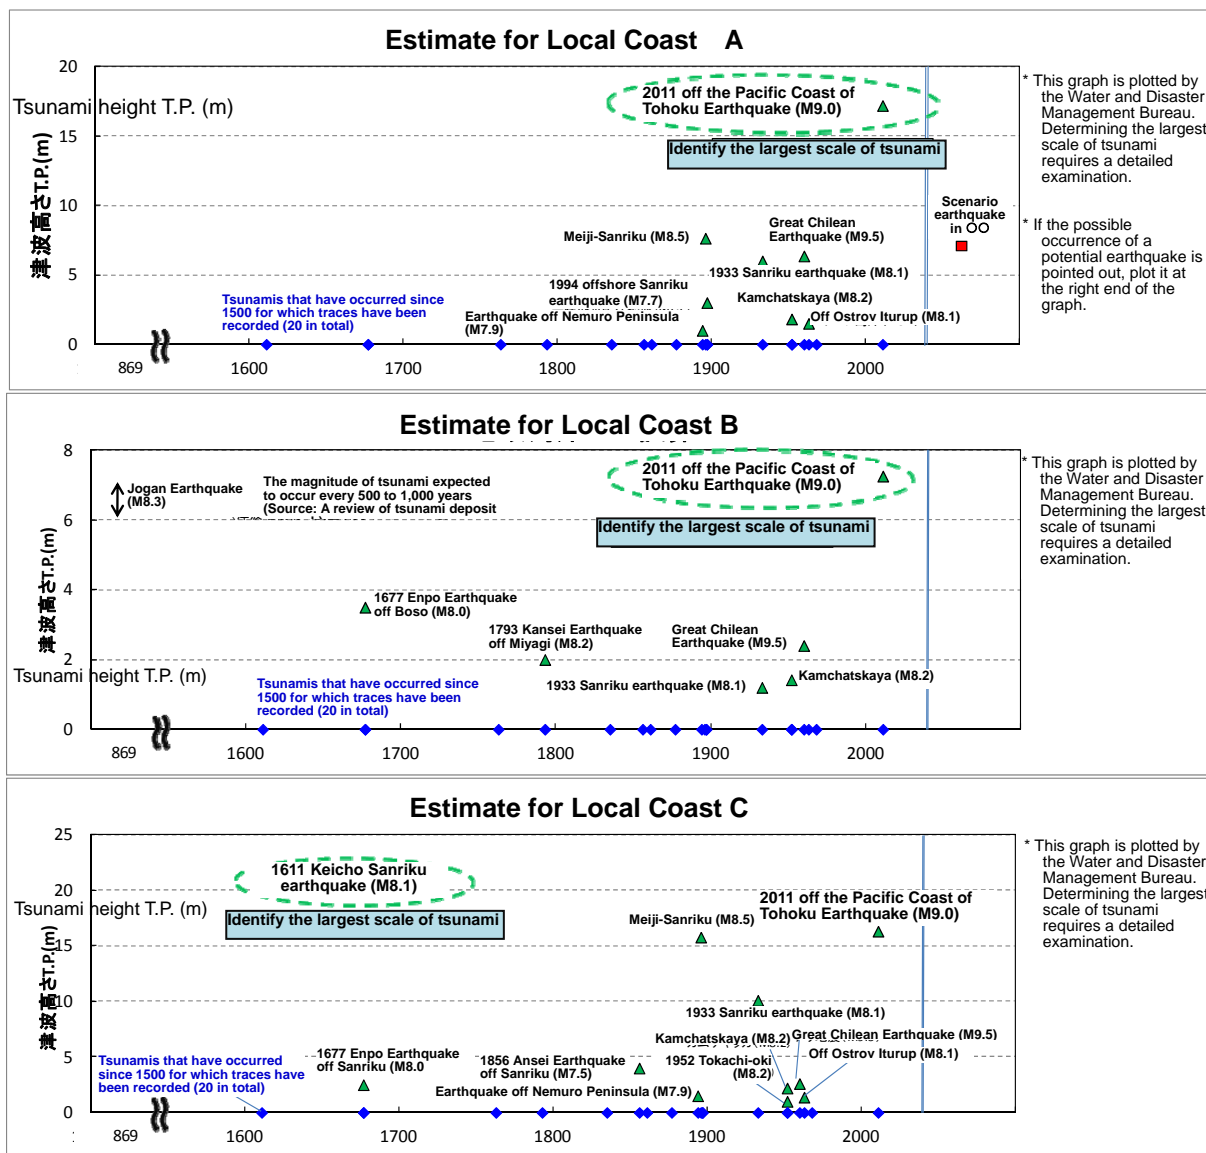 Estimate for Local Coast A
20
15
10
5
0
Tsunami height T.P. (m)
津波高さT.P.(m)
2011 off the Pacific Coast of
Tohoku Earthquake (M9.0)
Identify the largest scale of tsunami
Meiji-Sanriku (M8.5)
Great Chilean
Earthquake (M9.5)
1933 Sanriku earthquake (M8.1)
1994 offshore Sanriku
earthquake (M7.7)
Kamchatskaya (M8.2)
Earthquake off Nemuro Peninsula
(M7.9)
Off Ostrov Iturup (M8.1)
Tsunamis that have occurred since
1500 for which traces have been
recorded (20 in total)
Scenario
earthquake
in ○○
869
1600
1700
1800
1900
2000
* This graph is plotted by
the Water and Disaster
Management Bureau.
Determining the largest
scale of tsunami
requires a detailed
examination.
* If the possible
occurrence of a
potential earthquake is
pointed out, plot it at
the right end of the
graph.
Estimate for Local Coast B
8
6
4
2
0
津波高さT.P.(m)
Tsunami height T.P. (m)
Jogan Earthquake
(M8.3)
The magnitude of tsunami expected
to occur every 500 to 1,000 years
(Source: A review of tsunami deposit
2011 off the Pacific Coast of
Tohoku Earthquake (M9.0)
Identify the largest scale of tsunami
1677 Enpo Earthquake
off Boso (M8.0)
1793 Kansei Earthquake
off Miyagi (M8.2)
Great Chilean
Earthquake (M9.5)
1933 Sanriku earthquake (M8.1)
Kamchatskaya (M8.2)
Tsunamis that have occurred since
1500 for which traces have been
recorded (20 in total)
869
1600
1700
1800
1900
2000
* This graph is plotted by
the Water and Disaster
Management Bureau.
Determining the largest
scale of tsunami
requires a detailed
examination.
Estimate for Local Coast C
25
20
15
10
5
0
Tsunami height T.P. (m)
津波高さT.P.(m)
1611 Keicho Sanriku
earthquake (M8.1)
Identify the largest scale of tsunami
Meiji-Sanriku (M8.5)
2011 off the Pacific Coast of
Tohoku Earthquake (M9.0)
1933 Sanriku earthquake (M8.1)
Kamchatskaya (M8.2)
Great Chilean Earthquake (M9.5)
1952 Tokachi-oki
(M8.2)
Off Ostrov Iturup (M8.1)
1677 Enpo Earthquake
off Sanriku (M8.0
1856 Ansei Earthquake
off Sanriku (M7.5)
Earthquake off Nemuro Peninsula (M7.9)
Tsunamis that have occurred
since 1500 for which traces have
been recorded (20 in total)
869
1600
1700
1800
1900
2000
* This graph is plotted by
the Water and Disaster
Management Bureau.
Determining the largest
scale of tsunami
requires a detailed
examination.